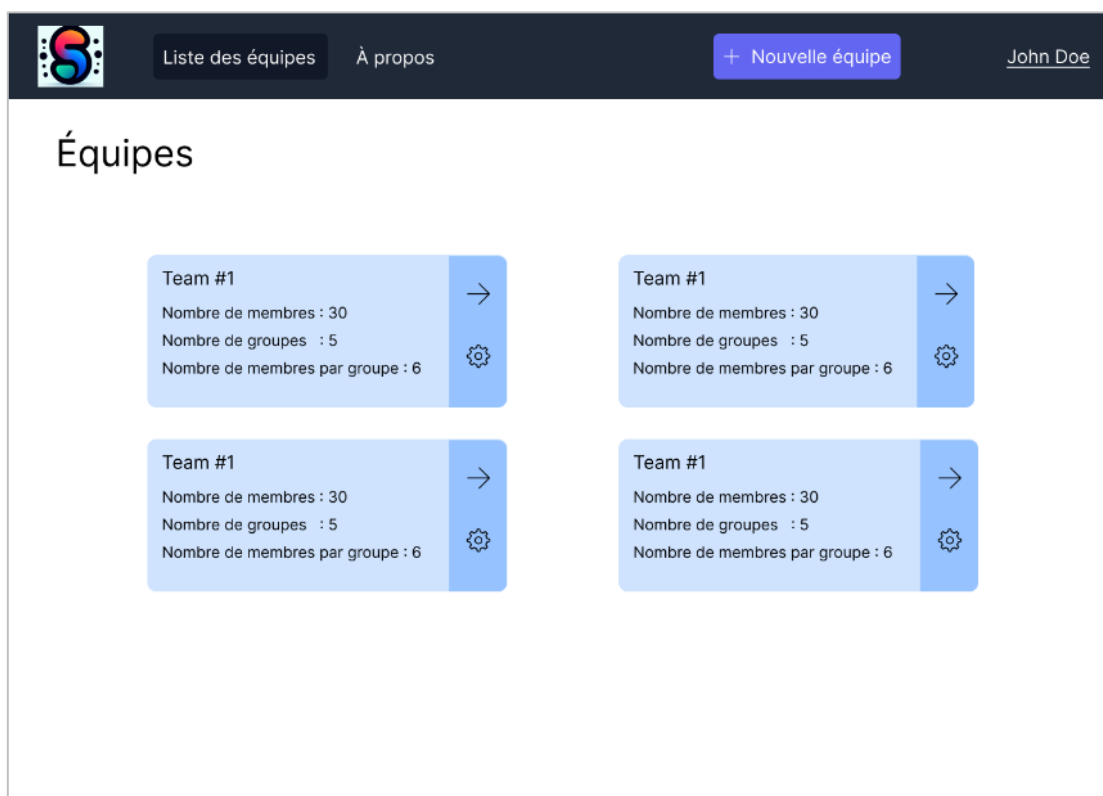 S
Liste des équipes
À propos
+ Nouvelle équipe
John Doe
Équipes
Team #1
Nombre de membres : 30
Nombre de groupes : 5
Nombre de membres par groupe : 6
Team #1
Nombre de membres : 30
Nombre de groupes : 5
Nombre de membres par groupe : 6
Team #1
Nombre de membres : 30
Nombre de groupes : 5
Nombre de membres par groupe : 6
Team #1
Nombre de membres : 30
Nombre de groupes : 5
Nombre de membres par groupe : 6